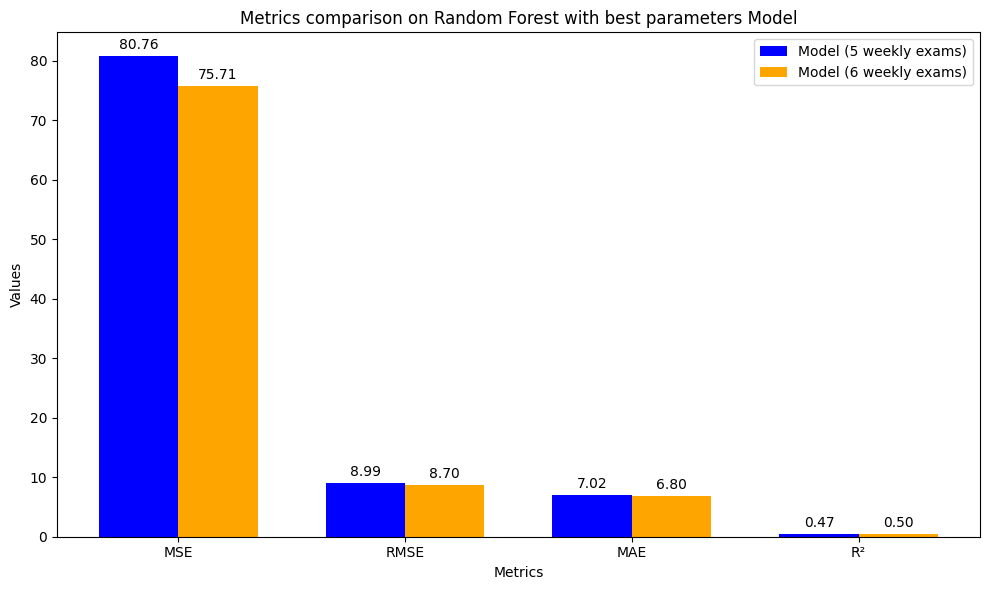 Metrics comparison on Random Forest with best parameters Model
Model (5 weekly exams)
Model (6 weekly exams)
80.76
75.71
8.99
8.70
7.02
6.80
0.47
0.50
80
70
60
50
40
30
20
10
0
Values
MSE
RMSE
MAE
R²
Metrics